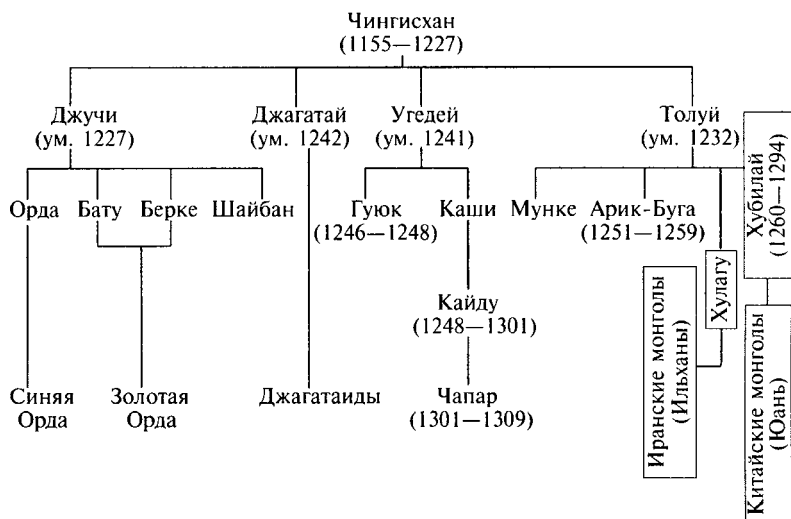 Чингисхан
(1155—1227)
Джучи
(ум. 1227)
Джагатай
(ум. 1242)
Угедей
(ум. 1241)
Толуй
(ум. 1232)
Хубилай
(1260—1294)
Орда
Бату
Берке
Шайбан
Гуюк
(1246—1248)
Каши
Мунке
Арик-Буга
(1251—1259)
Хулагу
Кайду
(1248—1301)
Иранские монголы
(Ильханы)
Китайские монголы
(Юань)
Синяя
Орда
Золотая
Орда
Джагатаиды
Чапар
(1301—1309)